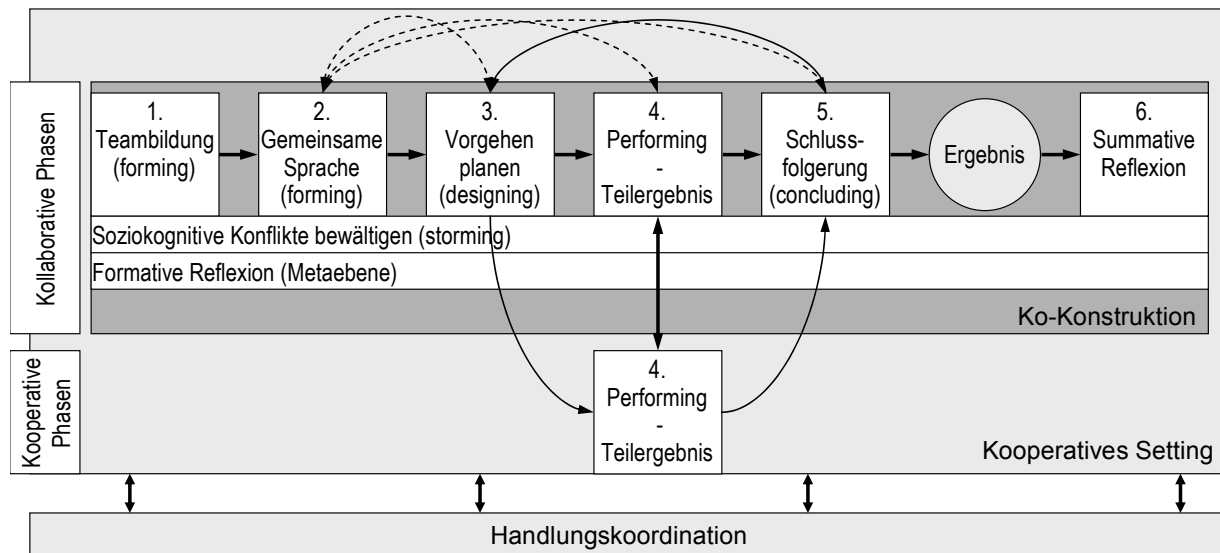 Kollaborative Phasen
1.
Teambildung
(forming)
2.
Gemeinsame
Sprache
(forming)
3.
Vorgehen
planen
(designing)
4.
Performing
-
Teilergebnis
5.
Schluss-
folgerung
(concluding)
Ergebnis
6.
Summative
Reflexion
Soziokognitive Konflikte bewältigen (storming)
Formative Reflexion (Metaebene)
Ko-Konstruktion
Kooperative
Phasen
4.
Performing
-
Teilergebnis
Kooperatives Setting
Handlungskoordination